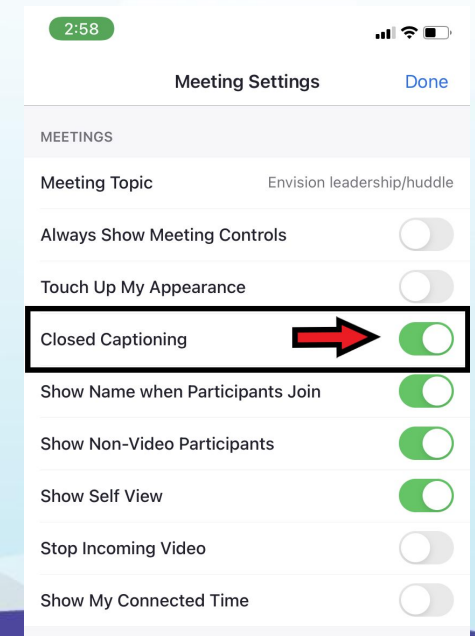 2:58
Meeting Settings Done
MEETINGS
Meeting Topic Envision leadership/huddle
Always Show Meeting Controls
Touch Up My Appearance
Closed Captioning
Show Name when Participants Join
Show Non-Video Participants
Show Self View
Stop Incoming Video
Show My Connected Time